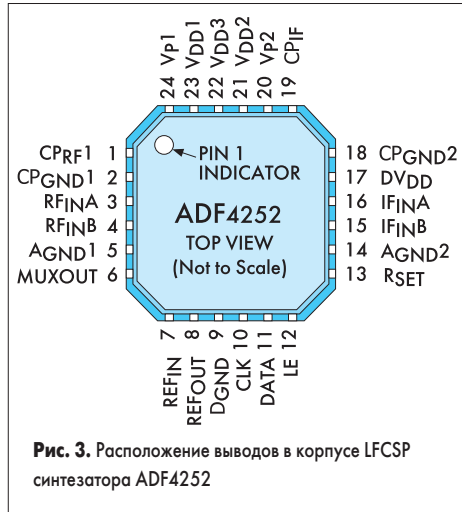 24 VP1
23 VDD1
22 VDD3
21 VDD2
20 VP2
19 CPIF
CPRF1 1
CPGND1 2
RFINA 3
RFINB 4
AGND1 5
MUXOUT 6
PIN 1
INDICATOR
ADF4252
TOP VIEW
(Not to Scale)
18 CPGND2
17 DVDD
16 IFINA
15 IFINB
14 AGND2
13 RSET
7 REFIN
8 REFOUT
9 DGND
10 CLK
11 DATA
12 LE
Рис. 3. Расположение выводов в корпусе LFCSP
синтезатора ADF4252